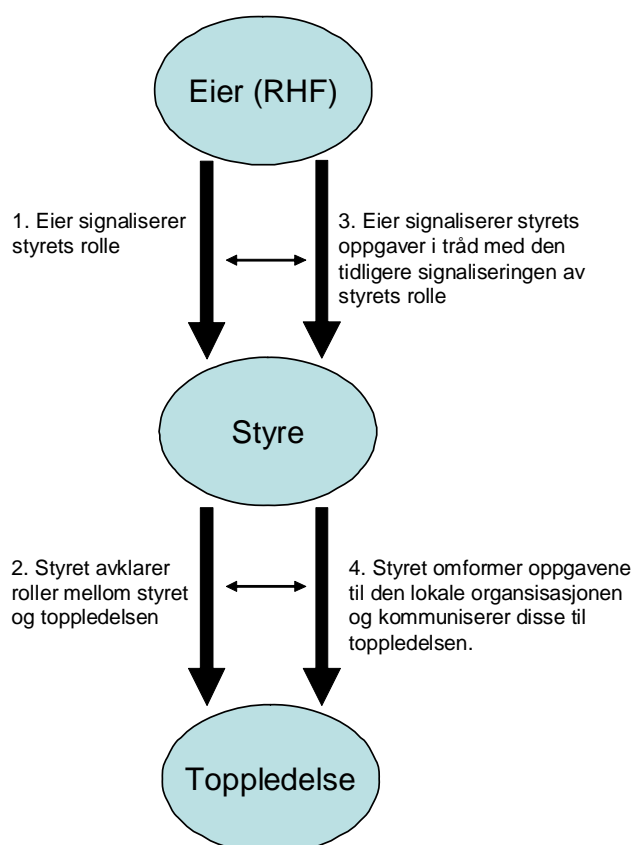 Eier (RHF)
1. Eier signaliserer
styrets rolle
3. Eier signaliserer styrets
oppgaver i tråd med den
tidligere signaliseringen av
styrets rolle
Styre
2. Styret avklarer
roller mellom styret
og toppledelsen
4. Styret omformer oppgavene
til den lokale organsisasjonen
og kommuniserer disse til
toppledelsen.
Toppledelse